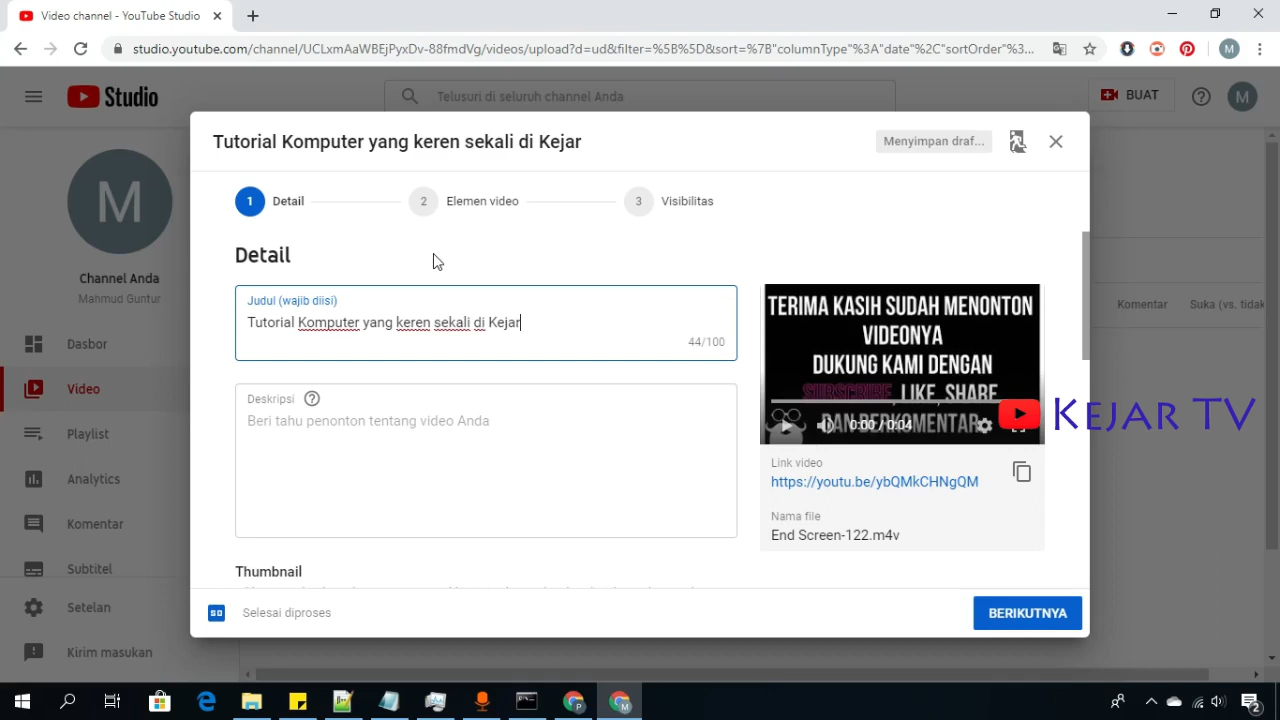 Video channel - YouTube Studio
studio.youtube.com/channel/UCLxmAaWBEjPyxDv-88fmdVg/videos/upload?d=ud&filter=%5B%5D&sort=%7B"columnType"%3A"date"%2C"sortOrder"%3...
M
Studio
Telusuri di seluruh channel Anda
BUAT
M
Tutorial Komputer yang keren sekali di Kejar
Menyimpan draf...
1 Detail
2 Elemen video
3 Visibilitas
M
Channel Anda
Mahmud Guntur
Dasbor
Video
Playlist
Analytics
Komentar
Subtitel
Setelan
Kirim masukan
Detail
Judul (wajib diisi)
Tutorial Komputer yang keren sekali di Kejar
44/100
Deskripsi
Beri tahu penonton tentang video Anda
Thumbnail
TERIMA KASIH SUDAH MENONTON
VIDEONYA
DUKUNG KAMI DENGAN
SUBSCRIBE, LIKE, SHARE
DAN BERKOMENTAR
0:00 / 0:04
Link video
https://youtu.be/ybQMkCHNgQM
Nama file
End Screen-122.m4v
Komentar
Suka (vs. tidak
KEJAR TV
SD
Selesai diproses
BERIKUTNYA
P
M
2